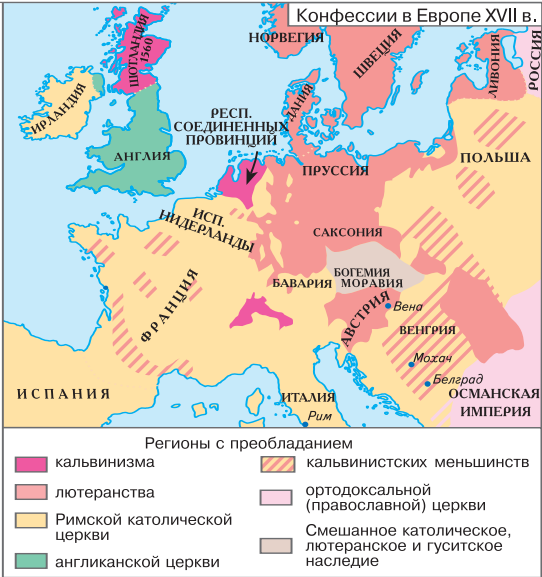 Конфессии в Европе XVII в.
НОРВЕГИЯ
ШВЕЦИЯ
ЛИВОНИЯ
РОССИЯ
ШОТЛАНДИЯ
1560
ИРЛАНДИЯ
ДАНИЯ
РЕСП.
СОЕДИНЕННЫХ
ПРОВИНЦИЙ
АНГЛИЯ
ПОЛЬША
ПРУССИЯ
ИСП.
НИДЕРЛАНДЫ
САКСОНИЯ
БОГЕМИЯ
МОРАВИЯ
БАВАРИЯ
ФРАНЦИЯ
АВСТРИЯ
Вена
ВЕНГРИЯ
Мохач
Белград
ИСПАНИЯ
ИТАЛИЯ
Рим
ОСМАНСКАЯ
ИМПЕРИЯ
Регионы с преобладанием
кальвинизма
лютеранства
Римской католической
церкви
англиканской церкви
кальвинистских меньшинств
ортодоксальной
(православной) церкви
Смешанное католическое,
лютеранское и гуситское
наследие